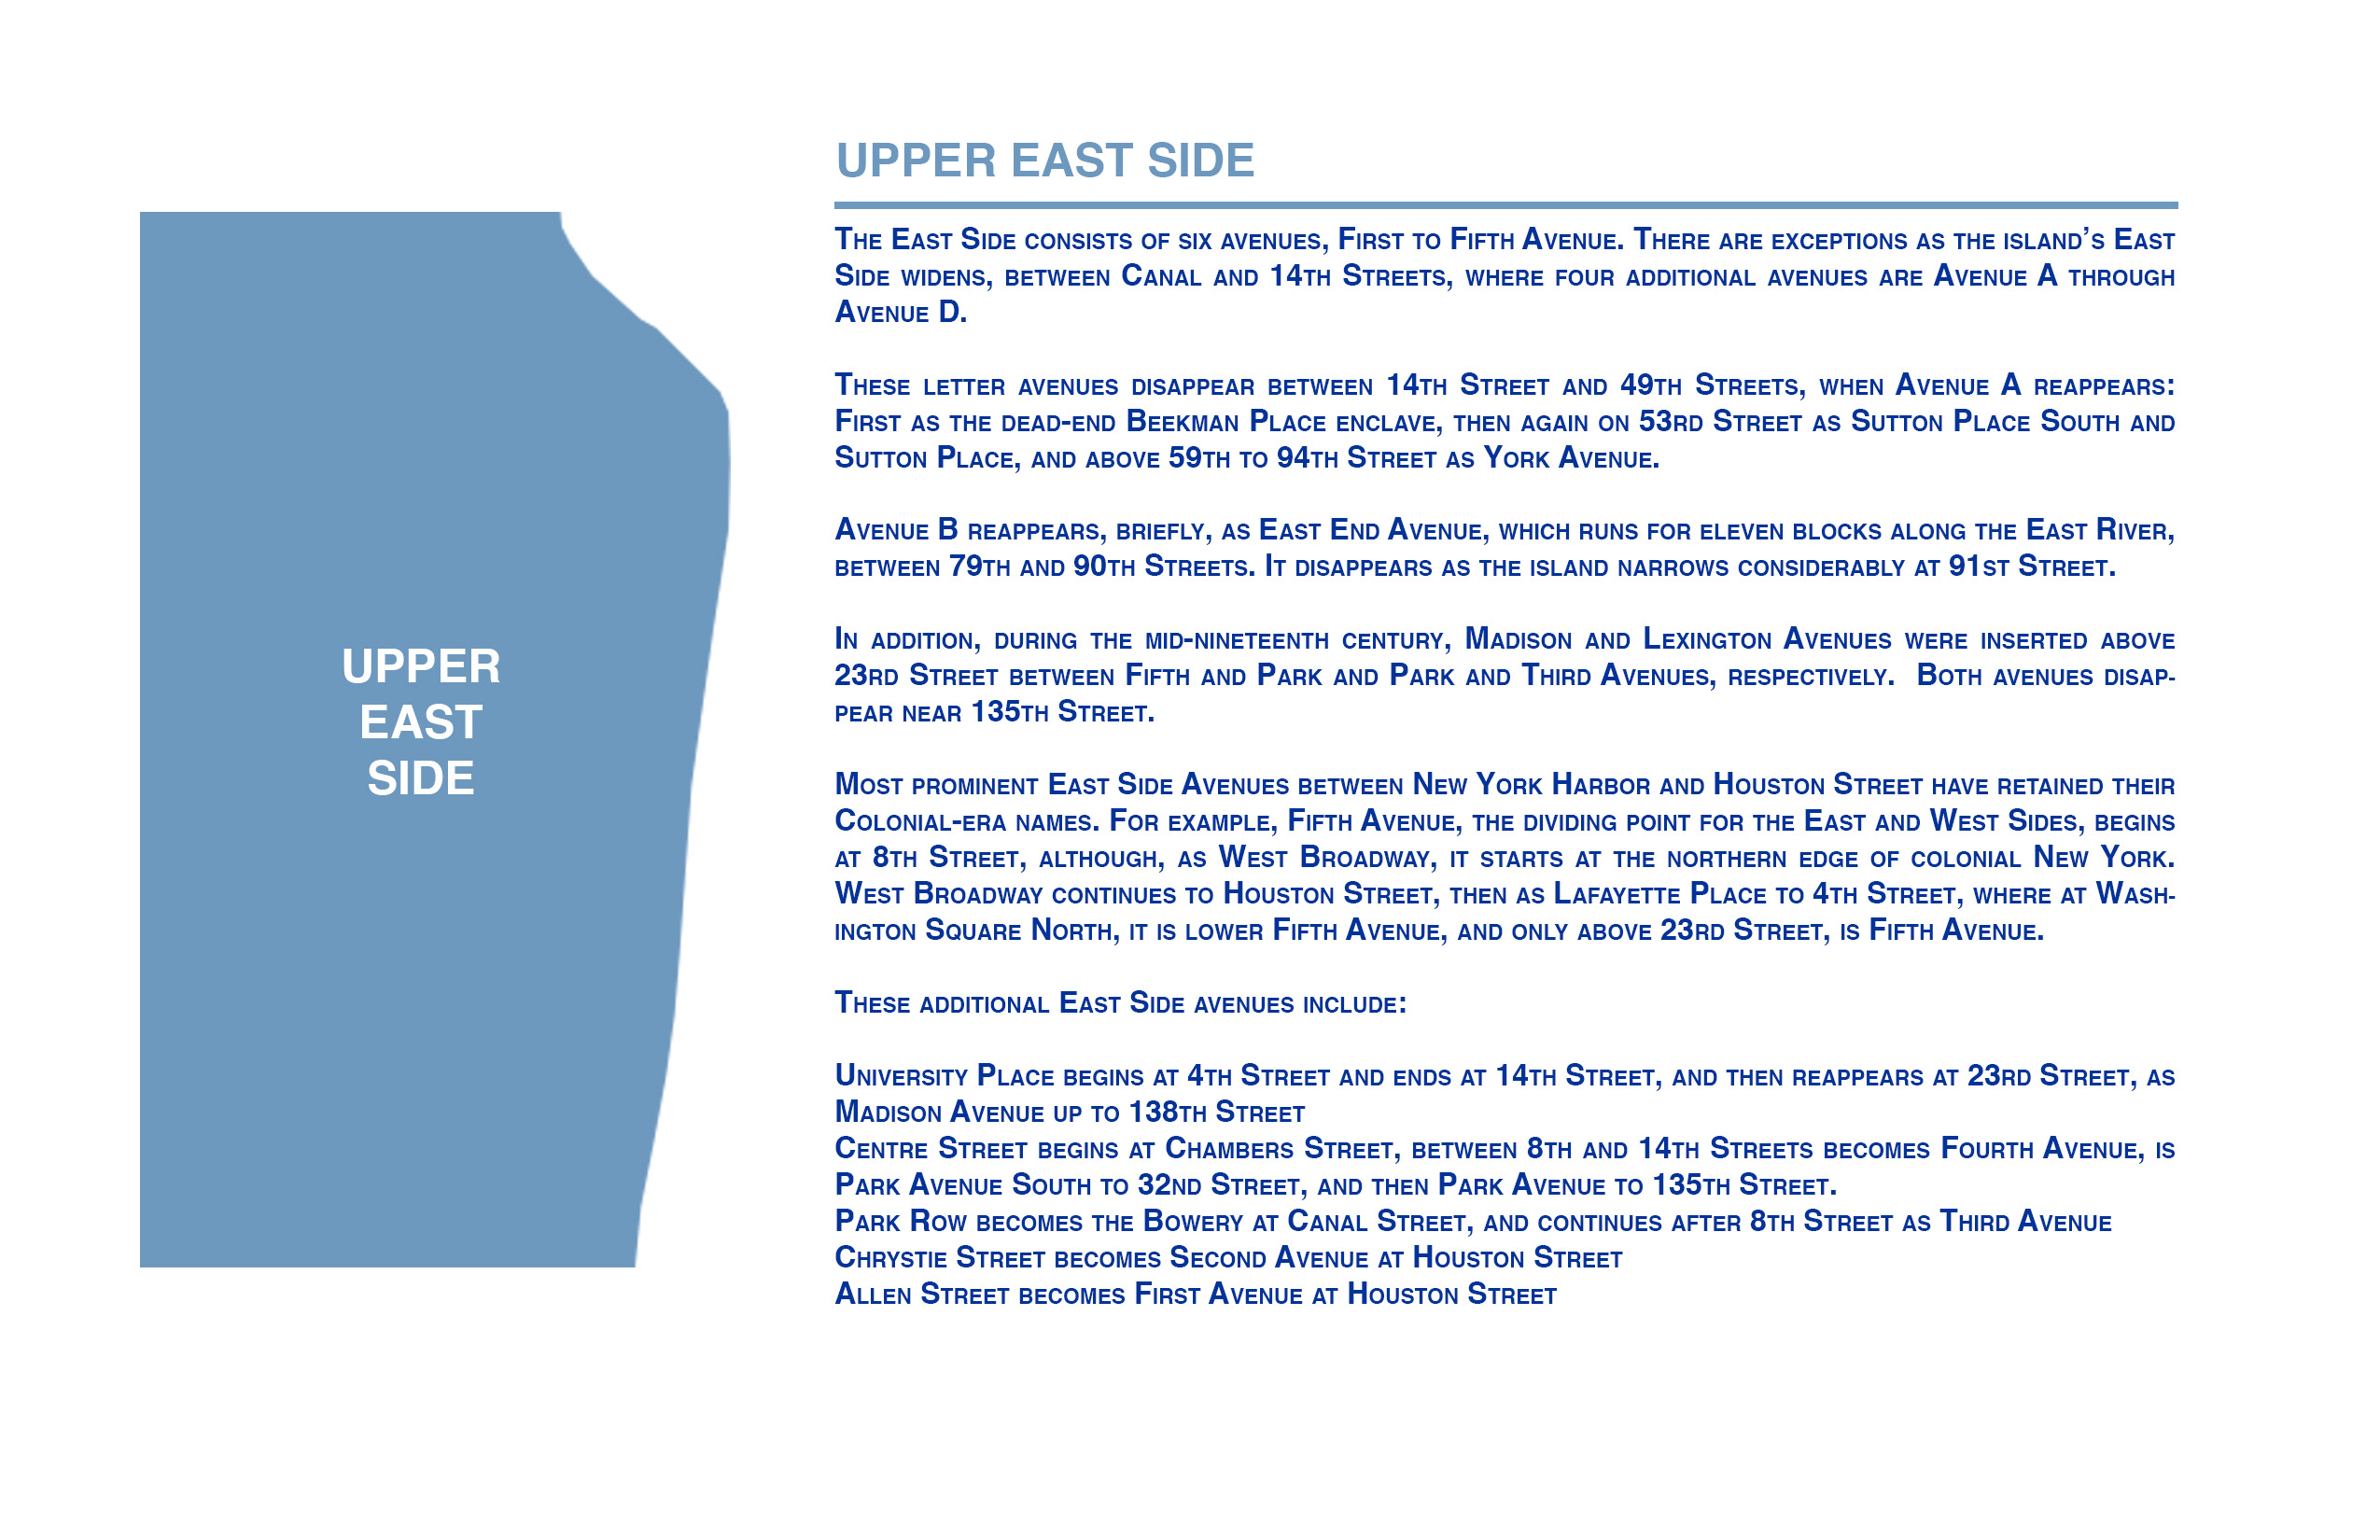 UPPER EAST SIDE
UPPER
EAST
SIDE
The East Side consists of six avenues, First to Fifth Avenue. There are exceptions as the island’s East
Side widens, between Canal and 14th Streets, where four additional avenues are Avenue A through
Avenue D.
These letter avenues disappear between 14th Street and 49th Streets, when Avenue A reappears:
First as the dead-end Beekman Place enclave, then again on 53rd Street as Sutton Place South and
Sutton Place, and above 59th to 94th Street as York Avenue.
Avenue B reappears, briefly, as East End Avenue, which runs for eleven blocks along the East River,
between 79th and 90th Streets. It disappears as the island narrows considerably at 91st Street.
In addition, during the mid-nineteenth century, Madison and Lexington Avenues were inserted above
23rd Street between Fifth and Park and Park and Third Avenues, respectively.  Both avenues disap-
pear near 135th Street.
Most prominent East Side Avenues between New York Harbor and Houston Street have retained their
Colonial-era names. For example, Fifth Avenue, the dividing point for the East and West Sides, begins
at 8th Street, although, as West Broadway, it starts at the northern edge of colonial New York.
West Broadway continues to Houston Street, then as Lafayette Place to 4th Street, where at Wash-
ington Square North, it is lower Fifth Avenue, and only above 23rd Street, is Fifth Avenue.
These additional East Side avenues include:
University Place begins at 4th Street and ends at 14th Street, and then reappears at 23rd Street, as
Madison Avenue up to 138th Street
Centre Street begins at Chambers Street, between 8th and 14th Streets becomes Fourth Avenue, is
Park Avenue South to 32nd Street, and then Park Avenue to 135th Street.
Park Row becomes the Bowery at Canal Street, and continues after 8th Street as Third Avenue
Chrystie Street becomes Second Avenue at Houston Street
Allen Street becomes First Avenue at Houston Street